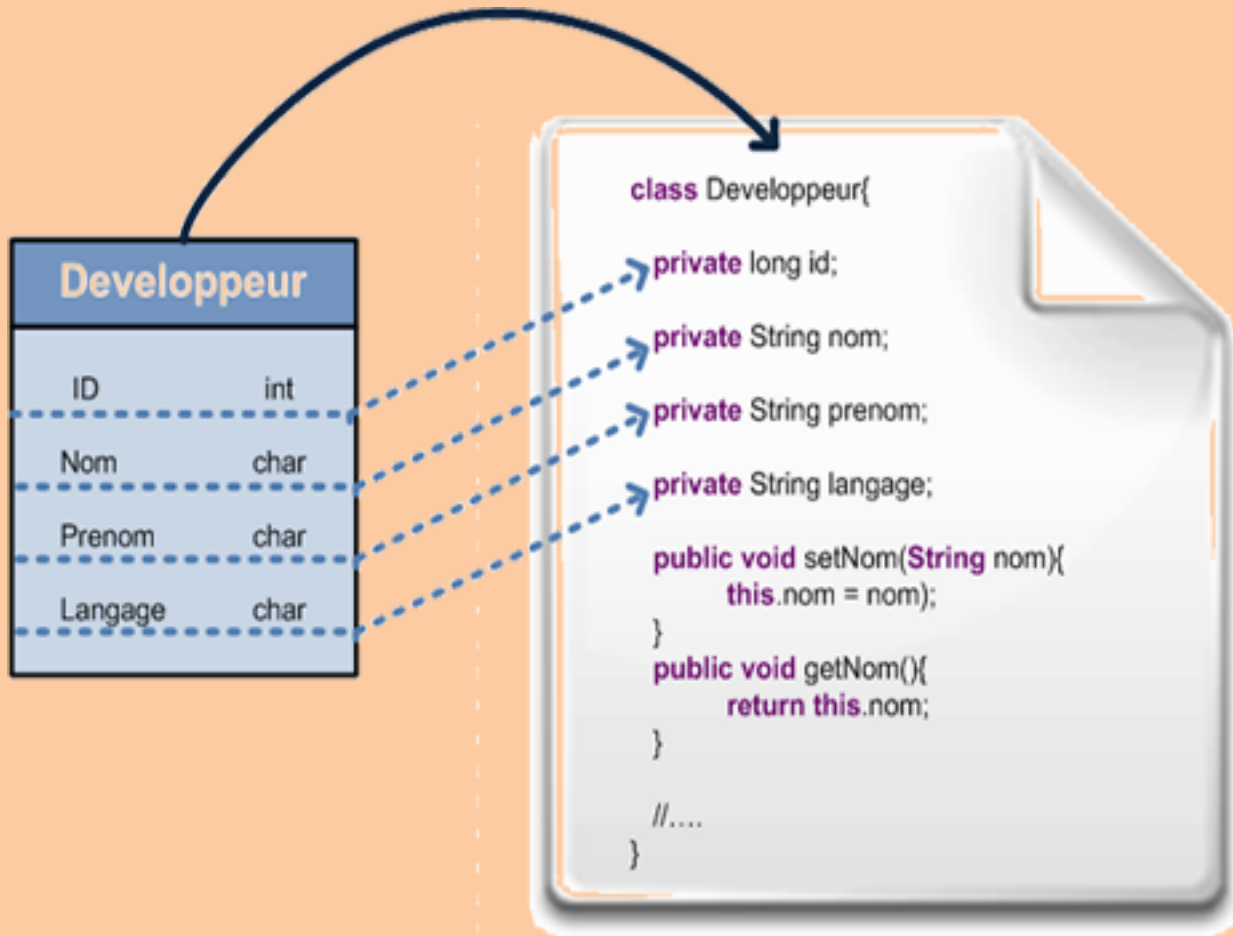 Developpeur
ID int
Nom char
Prenom char
Langage char
class Developpeur{
private long id;
private String nom;
private String prenom;
private String langage;
public void setNom(String nom){
this.nom = nom);
}
public void getNom(){
return this.nom;
}
//....
}